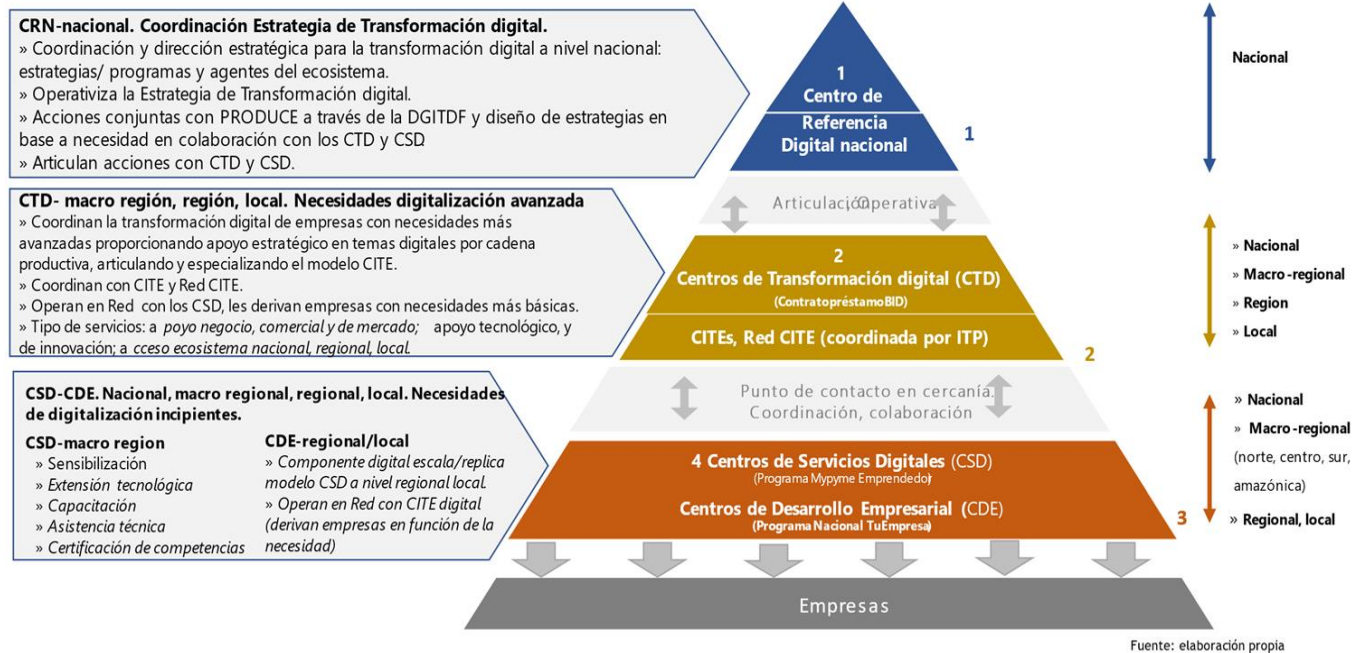 CRN-nacional. Coordinación Estrategia de Transformación digital.
» Coordinación y dirección estratégica para la transformación digital a nivel nacional:
estrategias/ programas y agentes del ecosistema.
» Operativiza la Estrategia de Transformación digital.
» Acciones conjuntas con PRODUCE a través de la DGITDF y diseño de estrategias en
base a necesidad en colaboración con los CTD y CSD.
» Articulan acciones con CTD y CSD.
1
Centro de
Referencia
Digital nacional
1
Nacional
CTD- macro región, región, local. Necesidades digitalización avanzada
» Coordinan la transformación digital de empresas con necesidades más
avanzadas proporcionando apoyo estratégico en temas digitales por cadena
productiva, articulando y especializando el modelo CITE.
» Coordinan con CITE y Red CITE.
» Operan en Red con los CSD, les derivan empresas con necesidades más básicas.
» Tipo de servicios: a poyo negocio, comercial y de mercado; apoyo tecnológico, y
de innovación; a cceso ecosistema nacional, regional, local.
Articulación, Operativa
2
Centros de Transformación digital (CTD)
(Contrato préstamo BID)
CITEs, Red CITE (coordinada por ITP)
2
» Nacional
» Macro-regional
» Region
» Local
CSD-CDE. Nacional, macro regional, regional, local. Necesidades
de digitalización incipientes.
CSD-macro region
» Sensibilización
» Extensión tecnológica
» Capacitación
» Asistencia técnica
» Certificación de competencias
CDE-regional/local
» Componente digital escala/replica
modelo CSD a nivel regional local.
» Operan en Red con CITE digital
(derivan empresas en función de la
necesidad)
Punto de contacto en cercanía.
Coordinación, colaboración
4 Centros de Servicios Digitales (CSD)
(Programa Mypyme Emprendedor)
Centros de Desarrollo Empresarial (CDE)
(Programa Nacional Tu Empresa)
3
» Nacional
» Macro-regional
(norte, centro, sur,
amazónica)
» Regional, local
Empresas
Fuente: elaboración propia